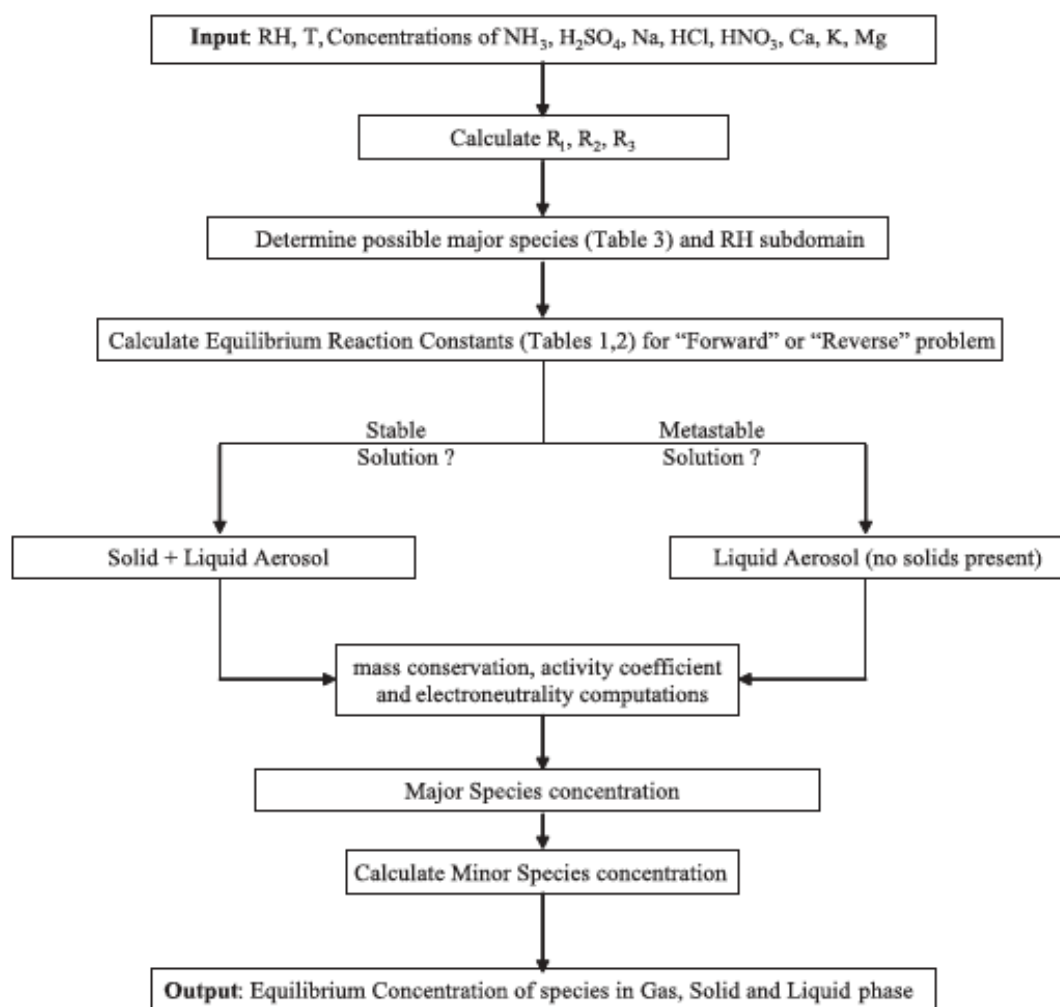 Input: RH, T, Concentrations of NH₃, H₂SO₄, Na, HCl, HNO₃, Ca, K, Mg
Calculate R₁, R₂, R₃
Determine possible major species (Table 3) and RH subdomain
Calculate Equilibrium Reaction Constants (Tables 1,2) for “Forward” or “Reverse” problem
Stable
Solution ?
Metastable
Solution ?
Solid + Liquid Aerosol
Liquid Aerosol (no solids present)
mass conservation, activity coefficient
and electroneutrality computations
Major Species concentration
Calculate Minor Species concentration
Output: Equilibrium Concentration of species in Gas, Solid and Liquid phase